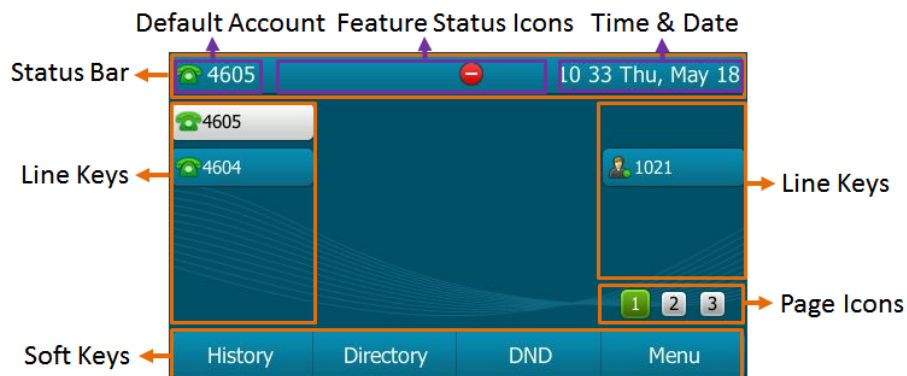 Default Account Feature Status Icons Time & Date
Status Bar
4605
10 33 Thu, May 18
4605
Line Keys
4604
1021
Line Keys
1 2 3
Page Icons
Soft Keys
History Directory DND Menu